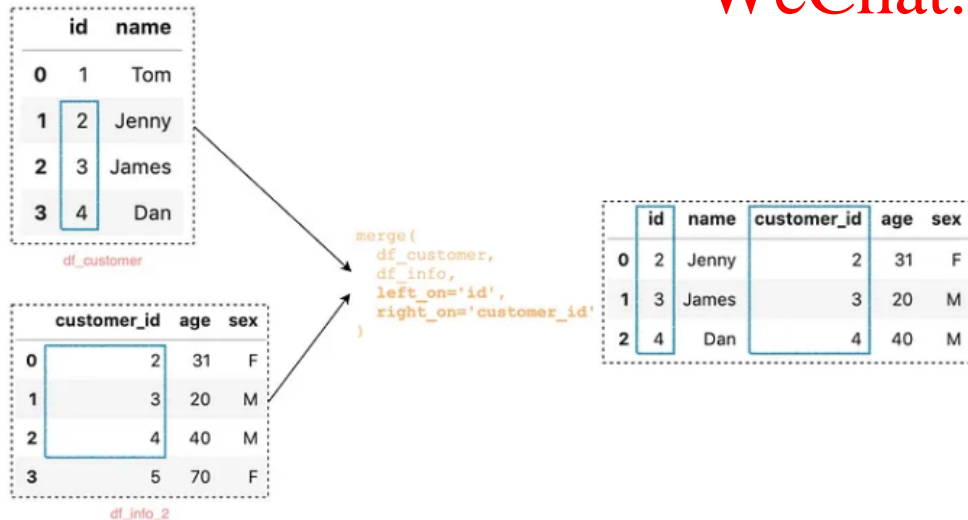 WeChat:
id name
0 1 Tom
1 2 Jenny
2 3 James
3 4 Dan
df_customer
customer_id age sex
0 2 31 F
1 3 20 M
2 4 40 M
3 5 70 F
df_info_2
merge(
df_customer,
df_info,
left_on='id',
right_on='customer_id'
)
id name customer_id age sex
0 2 Jenny 2 31 F
1 3 James 3 20 M
2 4 Dan 4 40 M